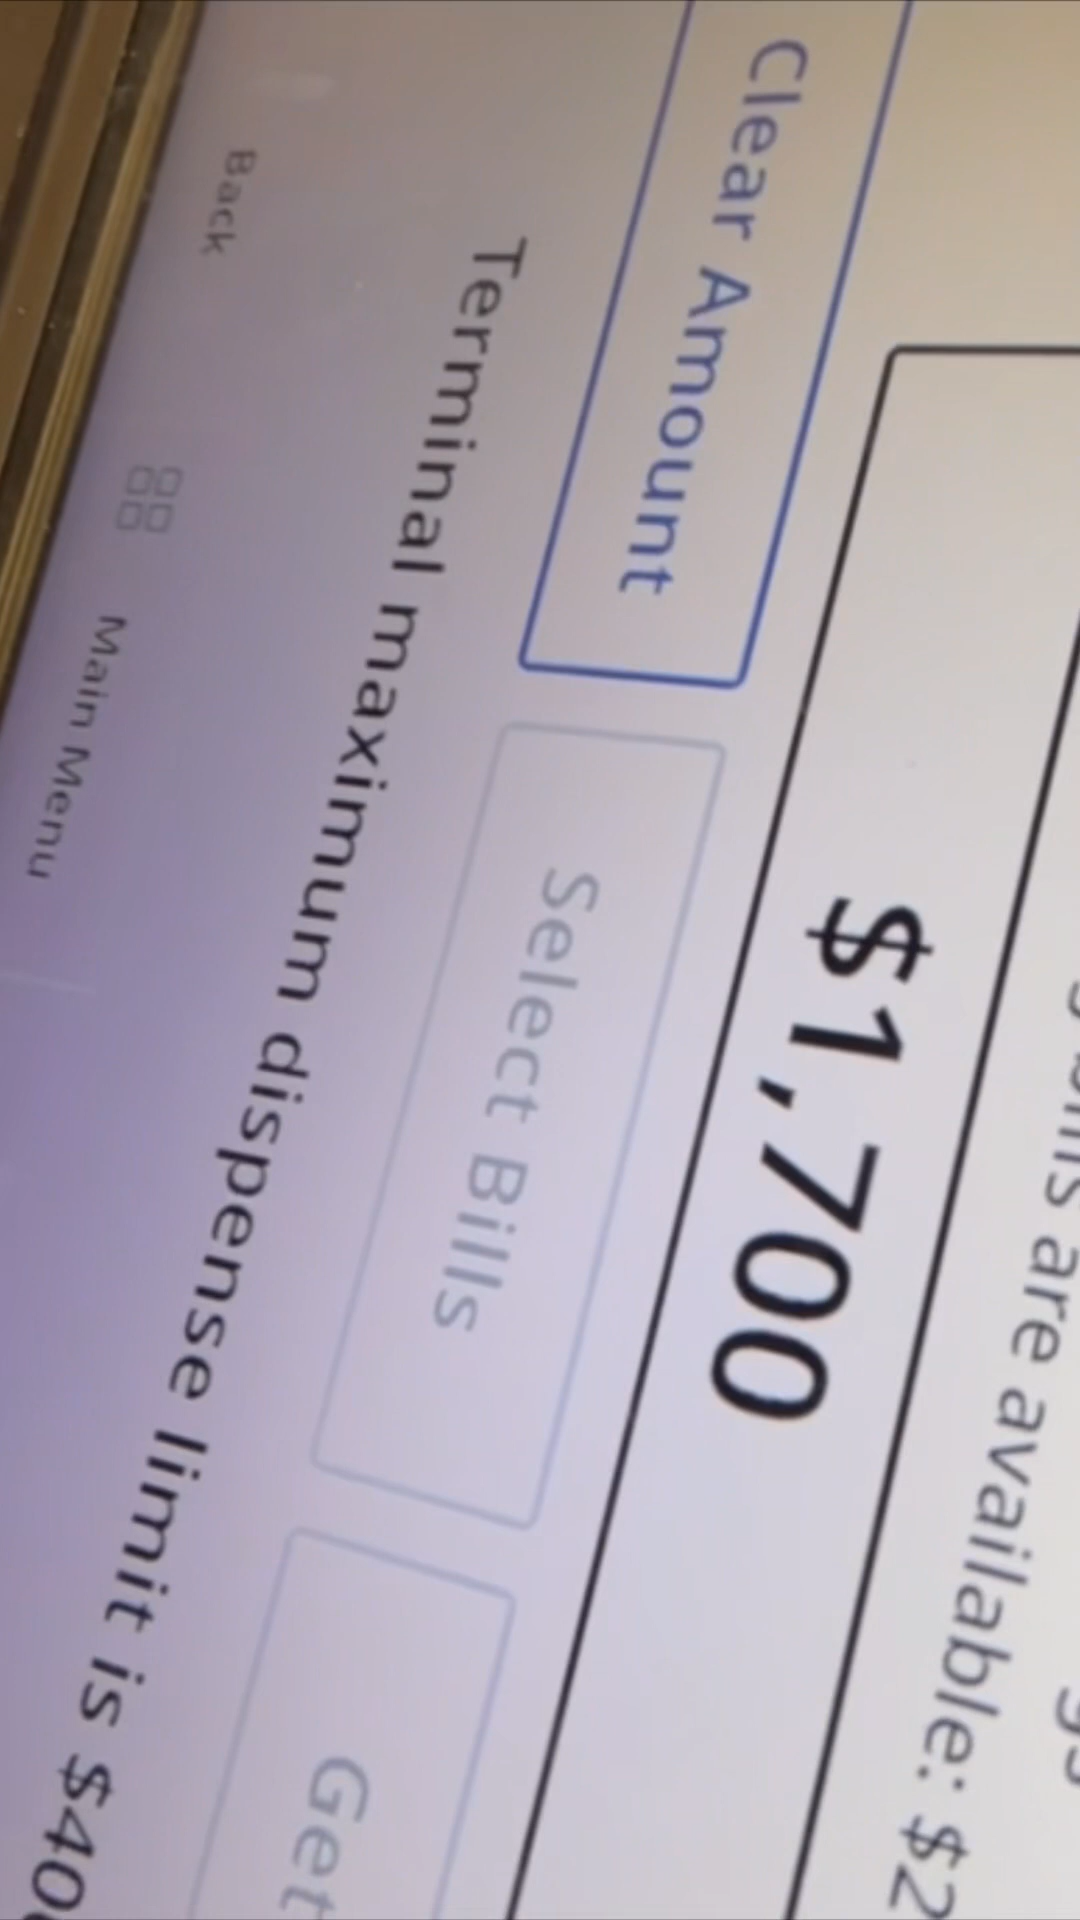 are available: $2
$1,700
Clear Amount
Select Bills
Get
Terminal maximum dispense limit is $40
Back
Main Menu